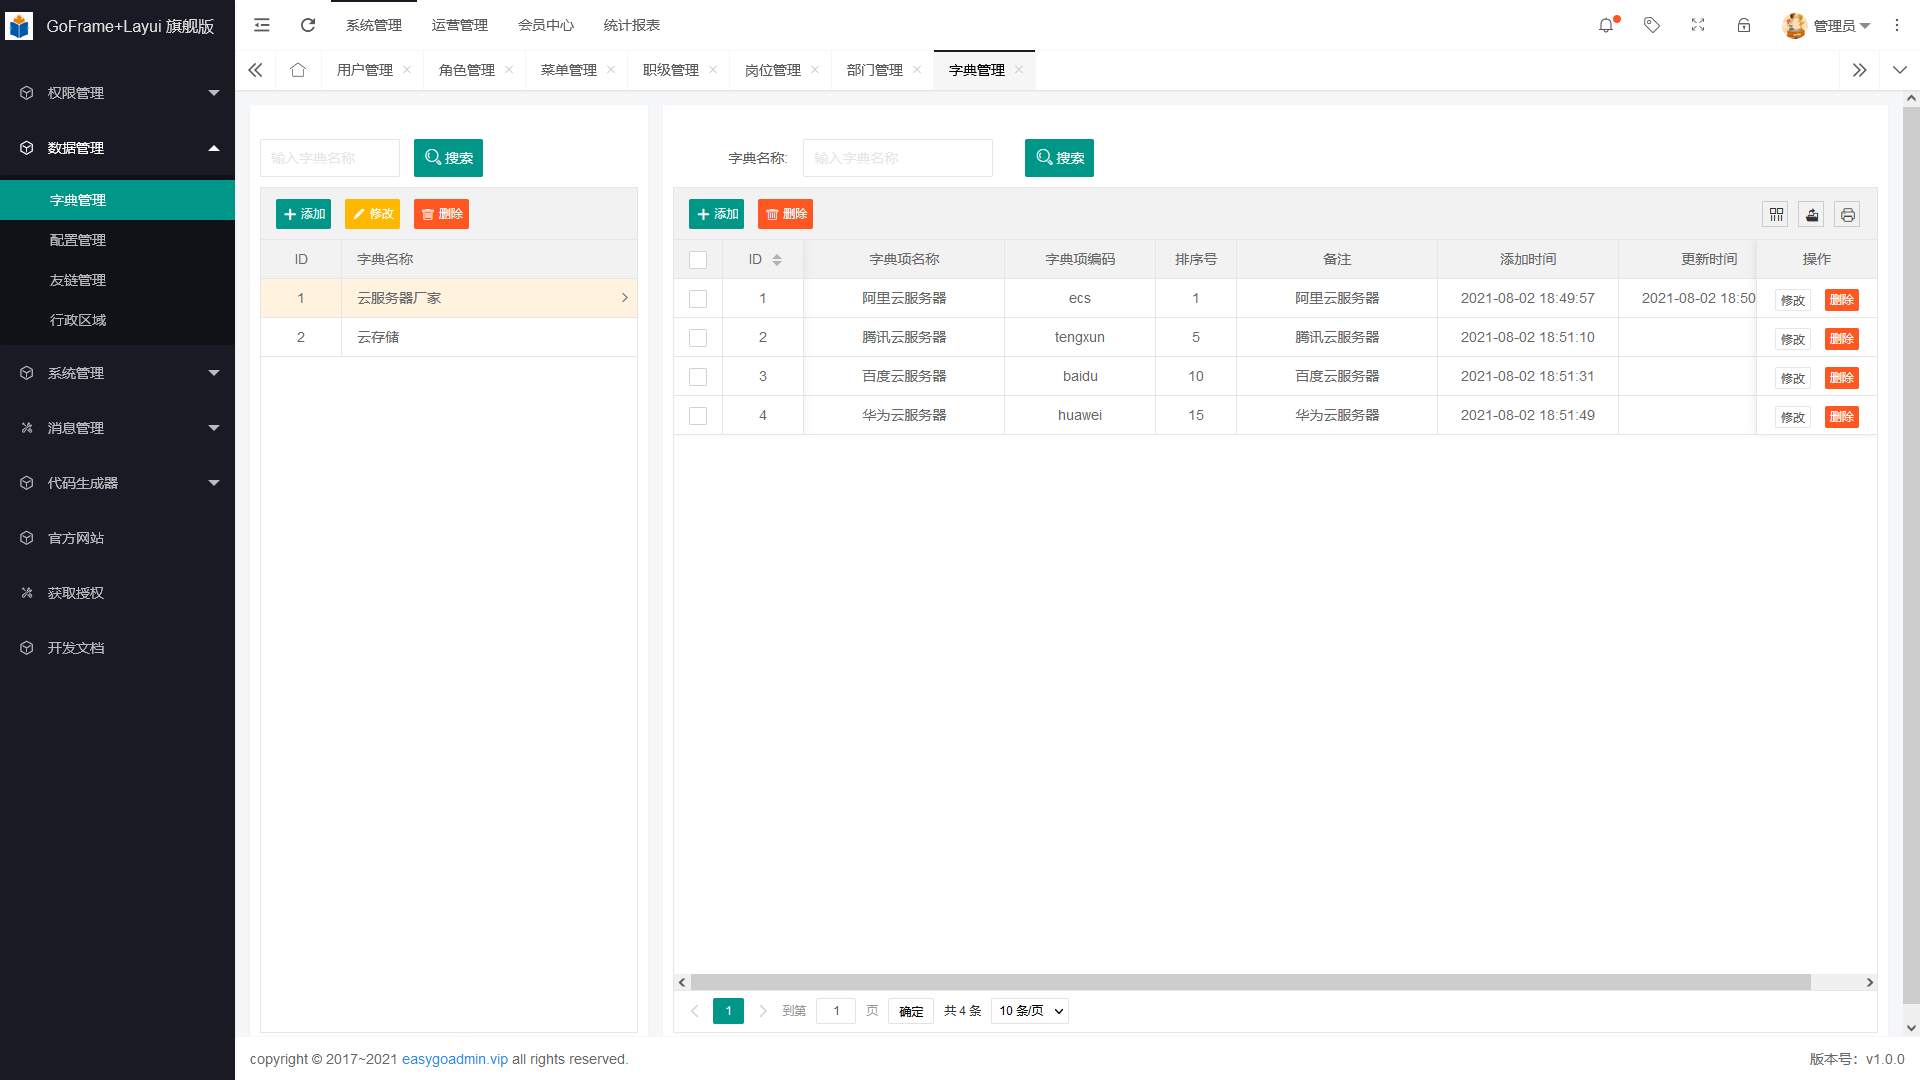 GoFrame+Layui 旗舰版
系统管理 运营管理 会员中心 统计报表
管理员
用户管理 角色管理 菜单管理 职级管理 岗位管理 部门管理 字典管理
权限管理
数据管理
字典管理
配置管理
友链管理
行政区域
系统管理
消息管理
代码生成器
官方网站
获取授权
开发文档
输入字典名称 搜索
添加 修改 删除
ID 字典名称
1 云服务器厂家
2 云存储
字典名称: 输入字典名称 搜索
添加 删除
ID 字典项名称 字典项编码 排序号 备注 添加时间 更新时间 操作
1 阿里云服务器 ecs 1 阿里云服务器 2021-08-02 18:49:57 2021-08-02 18:50 修改 删除
2 腾讯云服务器 tengxun 5 腾讯云服务器 2021-08-02 18:51:10 修改 删除
3 百度云服务器 baidu 10 百度云服务器 2021-08-02 18:51:31 修改 删除
4 华为云服务器 huawei 15 华为云服务器 2021-08-02 18:51:49 修改 删除
1 到第 1 页 确定 共 4 条 10 条/页
copyright © 2017~2021 easygoadmin.vip all rights reserved.
版本号：v1.0.0